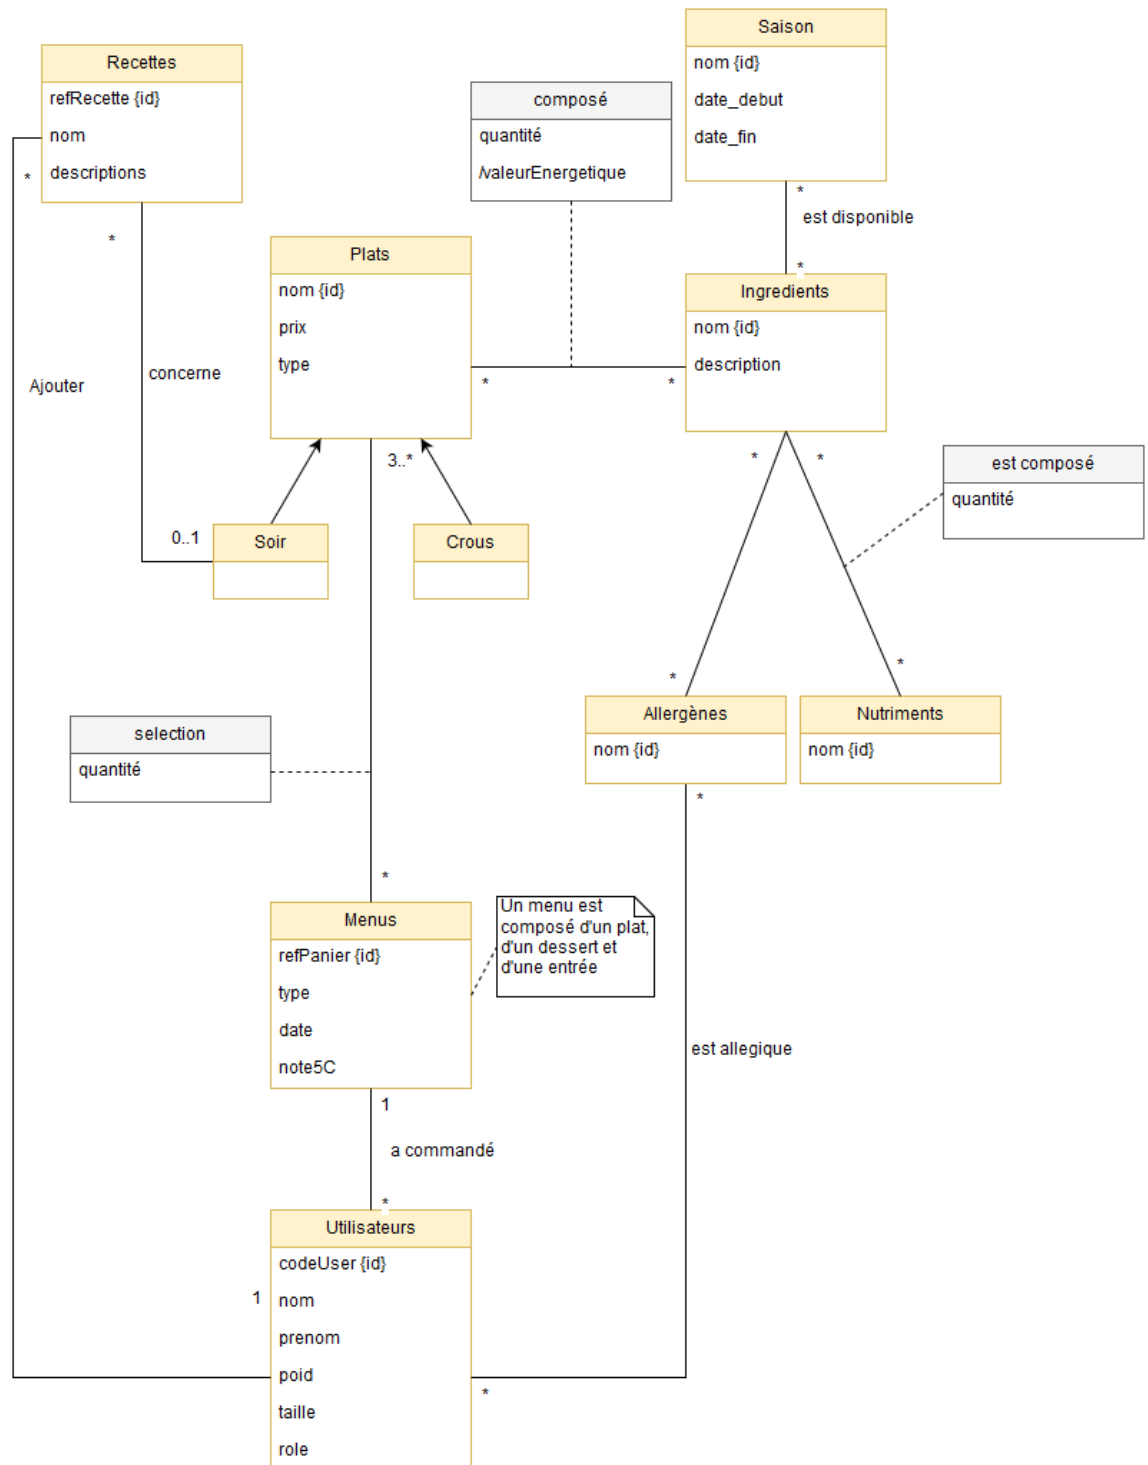 Saison
nom {id}
date_debut
date_fin
Recettes
refRecette {id}
nom
descriptions
*
*
composé
quantité
/valeurEnergetique
*
est disponible
*
Plats
nom {id}
prix
type
Ingredients
nom {id}
description
*
*
Ajouter
concerne
3..*
*
*
est composé
quantité
0..1
Soir
Crous
*
*
Allergènes
nom {id}
Nutriments
nom {id}
selection
quantité
*
*
Menus
refPanier {id}
type
date
note5C
Un menu est
composé d'un plat,
d'un dessert et
d'une entrée
est allegique
1
a commandé
*
Utilisateurs
codeUser {id}
nom
prenom
poid
taille
role
1
*